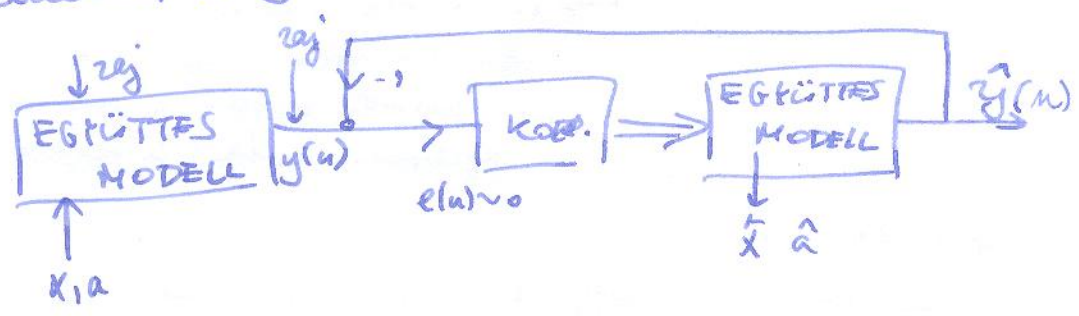 zaj
zaj
-1
EGYÜTTES
MODELL
y(n)
e(n)~0
KORR.
EGYÜTTES
MODELL
ŷ(n)
x̂ â
x, a